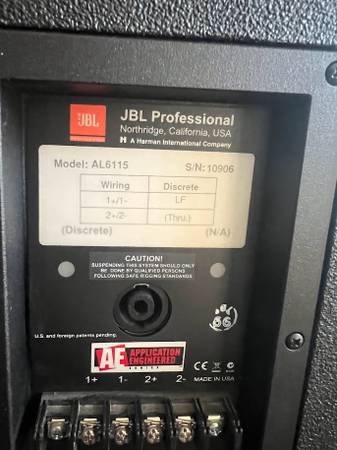 JBL
JBL Professional
Northridge, California, USA
H A Harman International Company
Model: AL6115 S/N: 10906
Wiring Discrete
1+/1- LF
2+/2- (Thru.)
(Discrete) (N/A)
CAUTION!
SUSPENDING THIS SYSTEM SHOULD ONLY
BE DONE BY QUALIFIED PERSONS
FOLLOWING SAFE RIGGING STANDARDS
U.S. and foreign patents pending.
AE APPLICATION
ENGINEERED
SERIES
CE
MADE IN USA
1+ 1- 2+ 2-